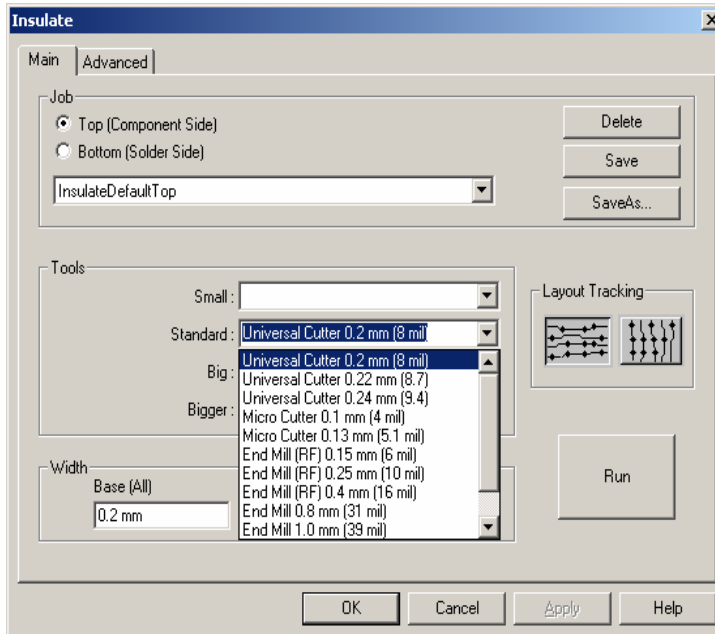 Insulate
Main
Advanced
Job
Top (Component Side)
Bottom (Solder Side)
InsulateDefaultTop
Delete
Save
SaveAs...
Tools
Small :
Standard : Universal Cutter 0.2 mm (8 mil)
Big :
Bigger :
Universal Cutter 0.2 mm (8 mil)
Universal Cutter 0.22 mm (8.7)
Universal Cutter 0.24 mm (9.4)
Micro Cutter 0.1 mm (4 mil)
Micro Cutter 0.13 mm (5.1 mil)
End Mill (RF) 0.15 mm (6 mil)
End Mill (RF) 0.25 mm (10 mil)
End Mill (RF) 0.4 mm (16 mil)
End Mill 0.8 mm (31 mil)
End Mill 1.0 mm (39 mil)
Layout Tracking
Width
Base (All)
0.2 mm
Run
OK
Cancel
Apply
Help